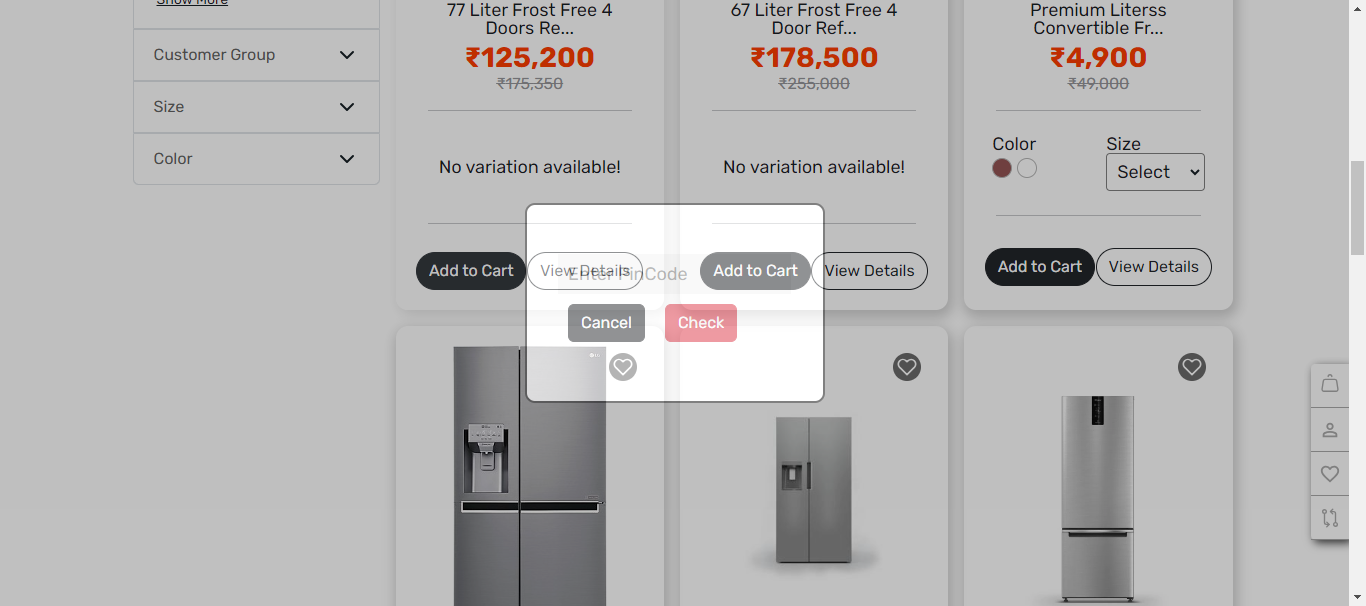 Show More
Customer Group
Size
Color
77 Liter Frost Free 4
Doors Re...
₹125,200
₹175,350
No variation available!
Add to Cart
View Details
67 Liter Frost Free 4
Door Ref...
₹178,500
₹255,000
No variation available!
Add to Cart
View Details
Premium Literss
Convertible Fr...
₹4,900
₹49,000
Color
Size
Select
Add to Cart
View Details
Enter PinCode
Cancel
Check